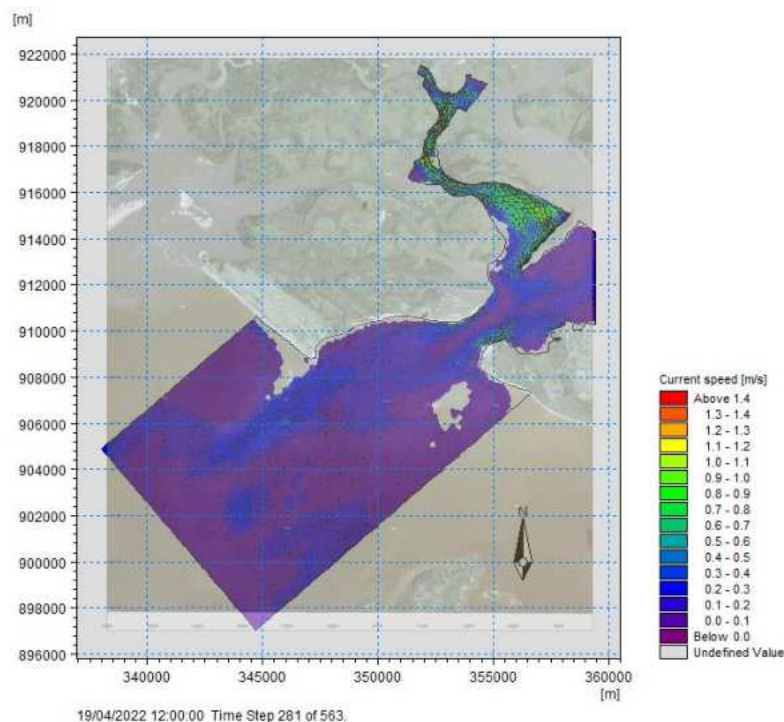 [m]
922000
920000
918000
916000
914000
912000
910000
908000
906000
904000
902000
900000
898000
896000
340000
345000
350000
355000
360000
[m]
N
Current speed [m/s]
Above 1.4
1.3 - 1.4
1.2 - 1.3
1.1 - 1.2
1.0 - 1.1
0.9 - 1.0
0.8 - 0.9
0.7 - 0.8
0.6 - 0.7
0.5 - 0.6
0.4 - 0.5
0.3 - 0.4
0.2 - 0.3
0.1 - 0.2
0.0 - 0.1
Below 0.0
Undefined Value
19/04/2022 12:00:00 Time Step 281 of 563.